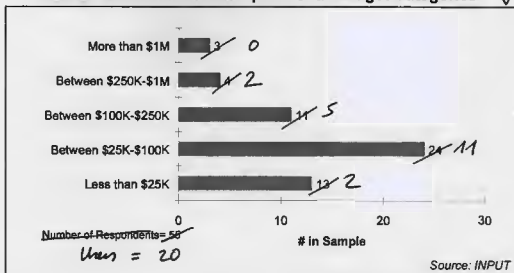 More than $1M 3 0
Between $250K-$1M 4 2
Between $100K-$250K 11 5
Between $25K-$100K 24 11
Less than $25K 13 2
0 10 20 30
Number of Respondents= 55
# in Sample
Users = 20
Source: INPUT